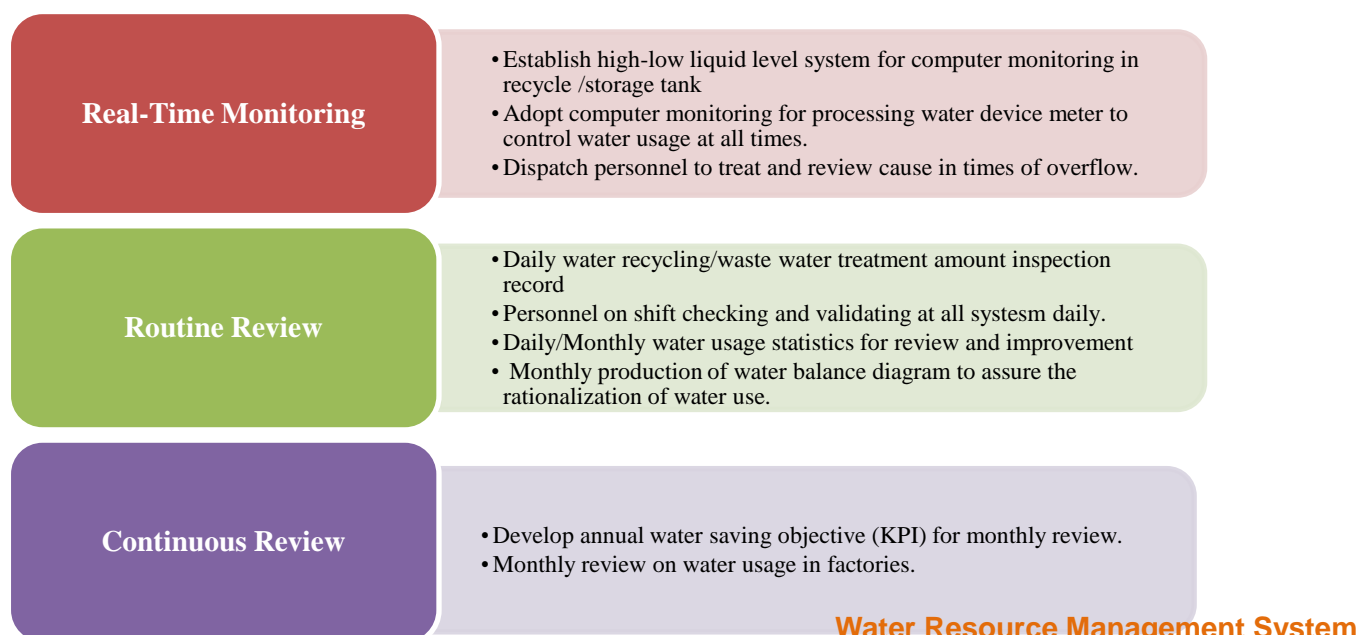 Real-Time Monitoring
•Establish high-low liquid level system for computer monitoring in
recycle /storage tank
•Adopt computer monitoring for processing water device meter to
control water usage at all times.
•Dispatch personnel to treat and review cause in times of overflow.
Routine Review
•Daily water recycling/waste water treatment amount inspection
record
•Personnel on shift checking and validating at all systesm daily.
•Daily/Monthly water usage statistics for review and improvement
• Monthly production of water balance diagram to assure the
rationalization of water use.
Continuous Review
•Develop annual water saving objective (KPI) for monthly review.
•Monthly review on water usage in factories.
Water Resource Management System